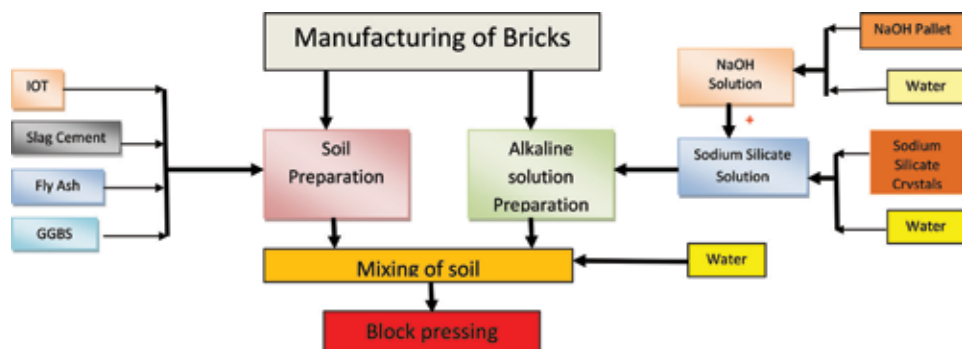 Manufacturing of Bricks
IOT
Slag Cement
Fly Ash
GGBS
Soil
Preparation
Alkaline
solution
Preparation
NaOH
Solution
+
Sodium Silicate
Solution
NaOH Pallet
Water
Sodium
Silicate
Crystals
Water
Mixing of soil
Water
Block pressing